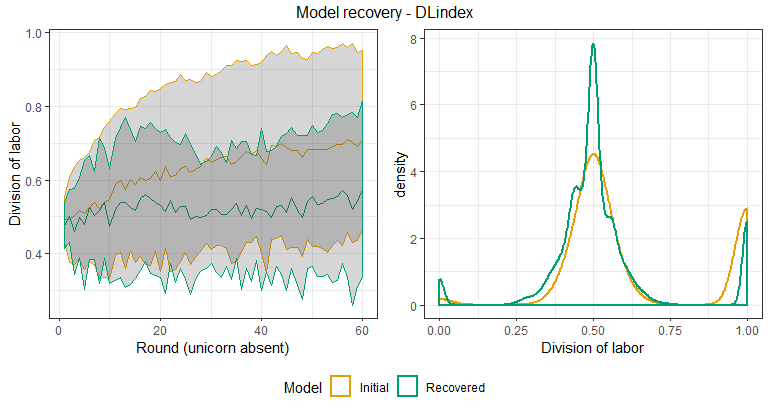 Model recovery - DLindex
Division of labor
1.0
0.8
0.6
0.4
0
20
40
60
Round (unicorn absent)
density
8
6
4
2
0
0.00
0.25
0.50
0.75
1.00
Division of labor
Model
Initial
Recovered